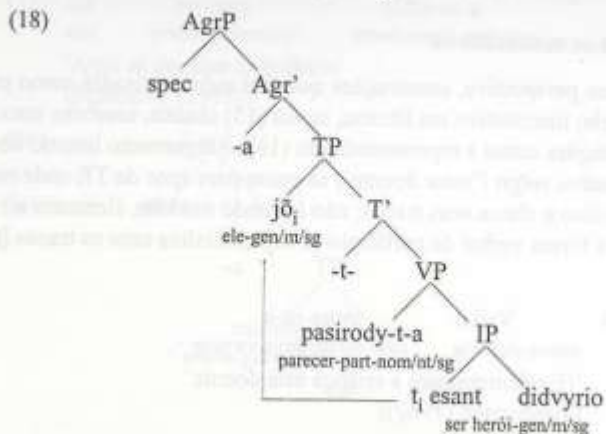 (18)
AgrP
spec Agr'
-a TP
jõᵢ T'
ele-gen/m/sg
-t- VP
pasirody-t-a IP
parecer-part-nom/nt/sg
tᵢ esant didvyrio
ser herói-gen/m/sg